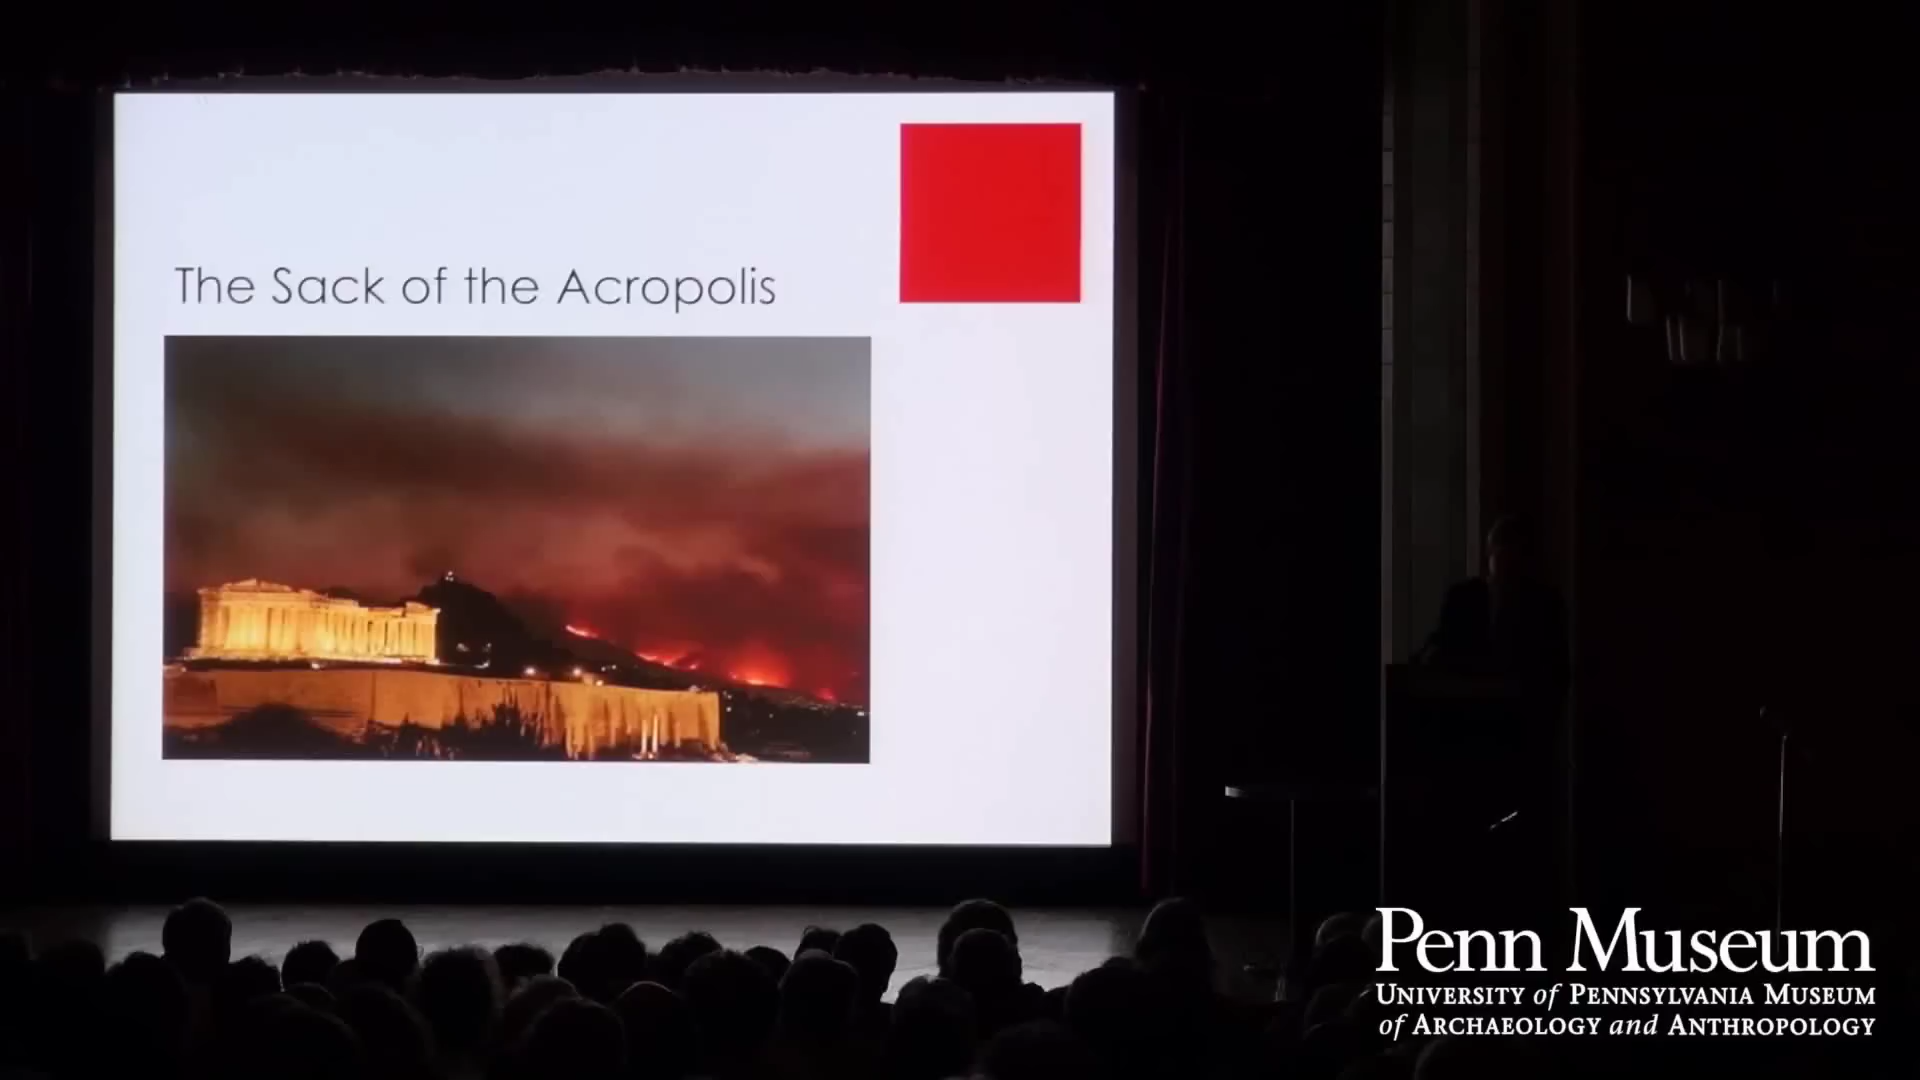 The Sack of the Acropolis
Penn Museum
University of Pennsylvania Museum
of Archaeology and Anthropology